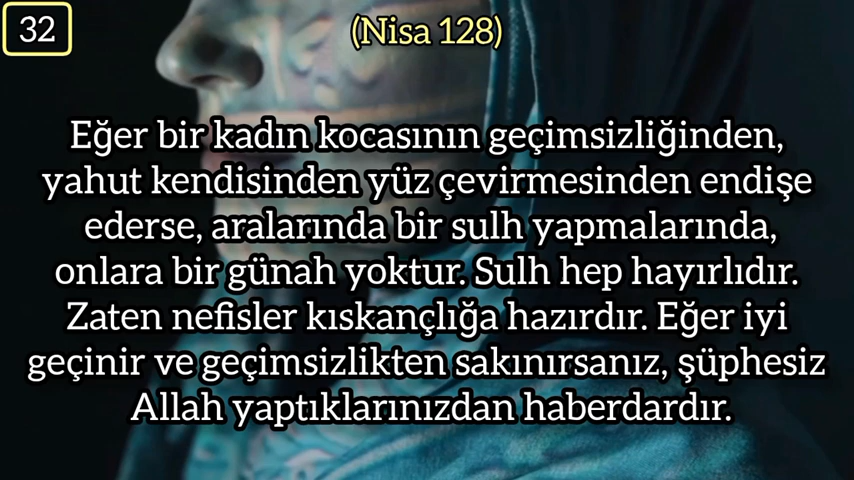 32
(Nisa 128)
Eğer bir kadın kocasının geçimsizliğinden,
yahut kendisinden yüz çevirmesinden endişe
ederse, aralarında bir sulh yapmalarında,
onlara bir günah yoktur. Sulh hep hayırlıdır.
Zaten nefisler kıskançlığa hazırdır. Eğer iyi
geçinir ve geçimsizlikten sakınırsanız, şüphesiz
Allah yaptıklarınızdan haberdardır.